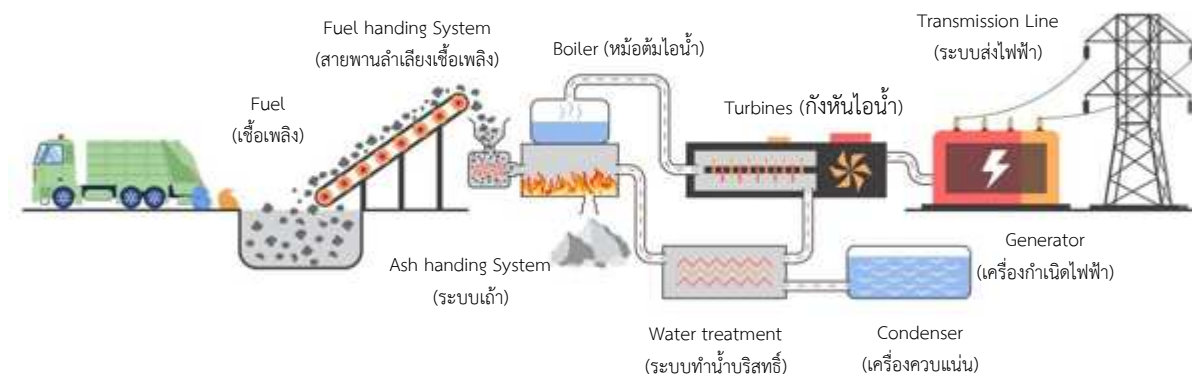 Fuel handing System
(สายพานลำเลียงเชื้อเพลิง)
Fuel
(เชื้อเพลิง)
Boiler (หม้อต้มไอน้ำ)
Turbines (กังหันไอน้ำ)
Transmission Line
(ระบบส่งไฟฟ้า)
Ash handing System
(ระบบเถ้า)
Water treatment
(ระบบทำน้ำบริสทธิ์)
Condenser
(เครื่องควบแน่น)
Generator
(เครื่องกำเนิดไฟฟ้า)